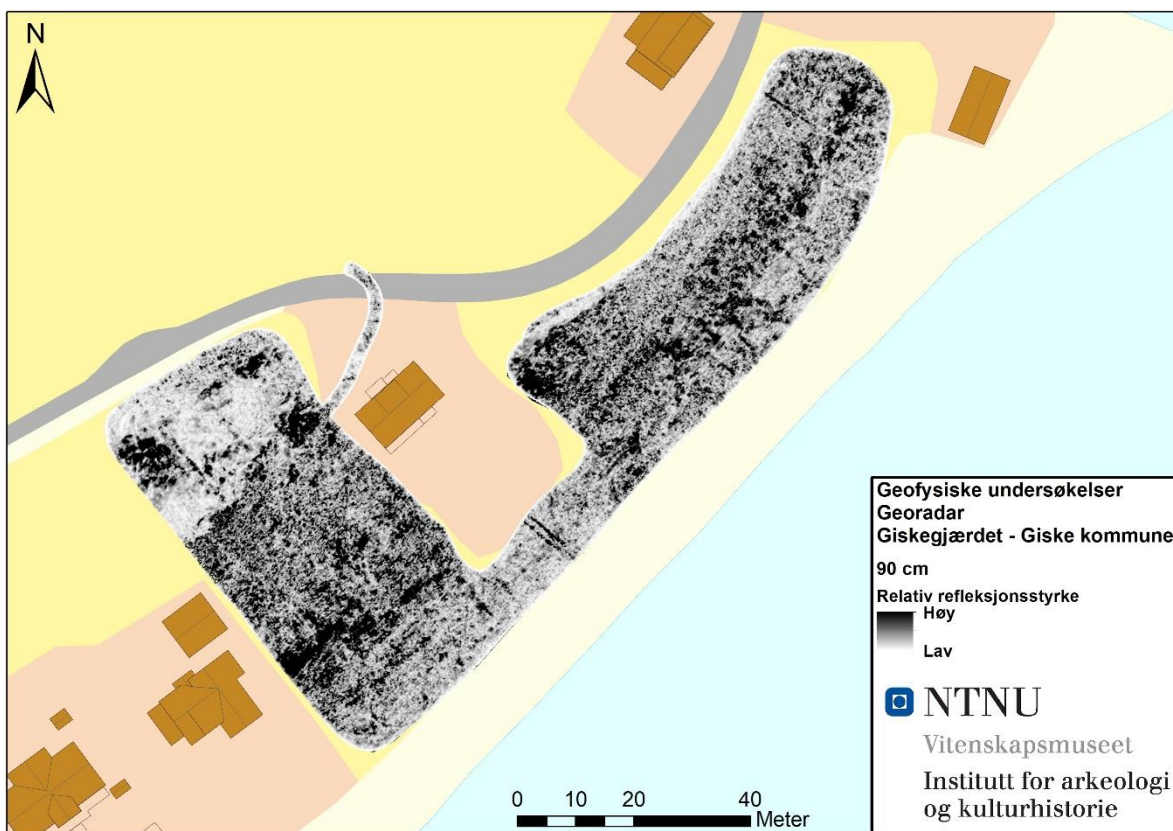 N
Geofysiske undersøkelser
Georadar
Giskegjærdet - Giske kommune
90 cm
Relativ refleksjonsstyrke
Høy
Lav
NTNU
Vitenskapsmuseet
Institutt for arkeologi
og kulturhistorie
0 10 20 40
Meter